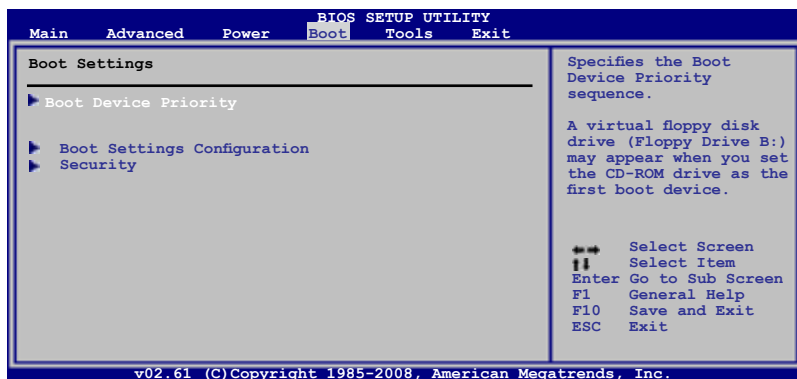 BIOS SETUP UTILITY
Main Advanced Power Boot Tools Exit
Boot Settings
Boot Device Priority
Boot Settings Configuration
Security
Specifies the Boot
Device Priority
sequence.
A virtual floppy disk
drive (Floppy Drive B:)
may appear when you set
the CD-ROM drive as the
first boot device.
←→ Select Screen
↑↓ Select Item
Enter Go to Sub Screen
F1 General Help
F10 Save and Exit
ESC Exit
v02.61 (C)Copyright 1985-2008, American Megatrends, Inc.